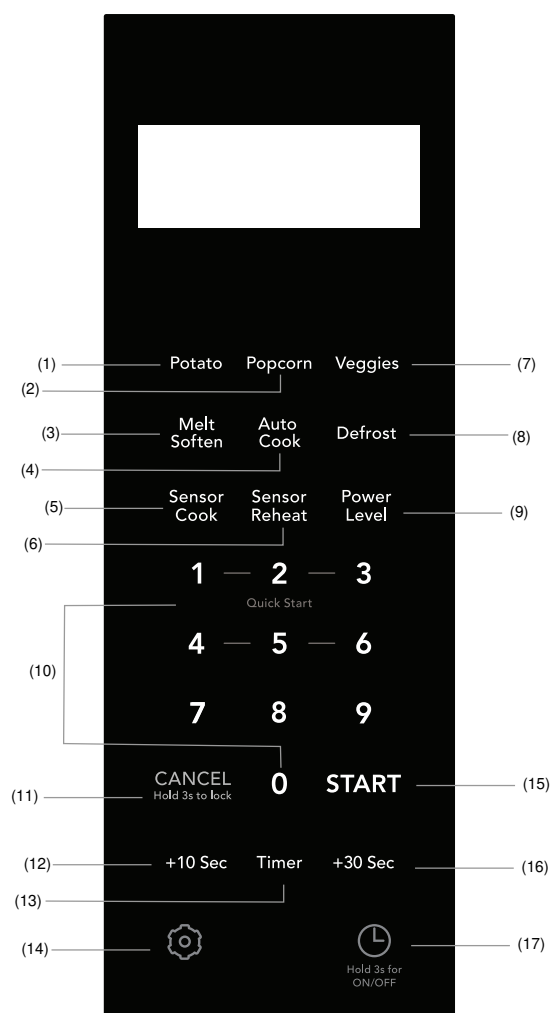 (1) Potato Popcorn Veggies (7)
(2)
(3) Melt Soften Auto Cook Defrost (8)
(4)
(5) Sensor Cook Sensor Reheat Power Level (9)
(6)
1 — 2 — 3
Quick Start
4 — 5 — 6
(10)
7 8 9
(11) CANCEL 0 START (15)
Hold 3s to lock
(12) +10 Sec Timer +30 Sec (16)
(13)
(14) (17)
Hold 3s for
ON/OFF